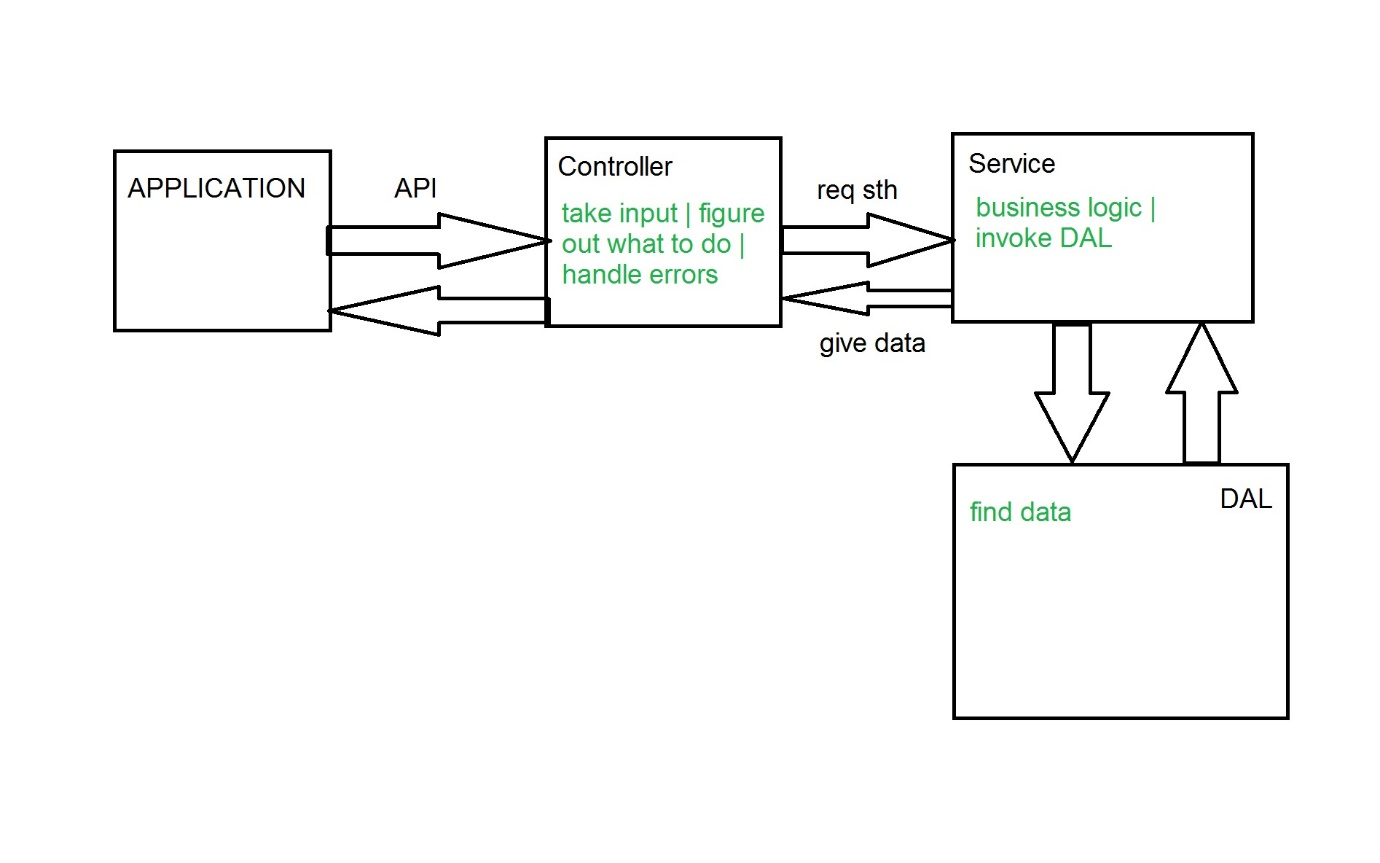 APPLICATION
API
Controller
take input | figure
out what to do |
handle errors
req sth
give data
Service
business logic |
invoke DAL
DAL
find data